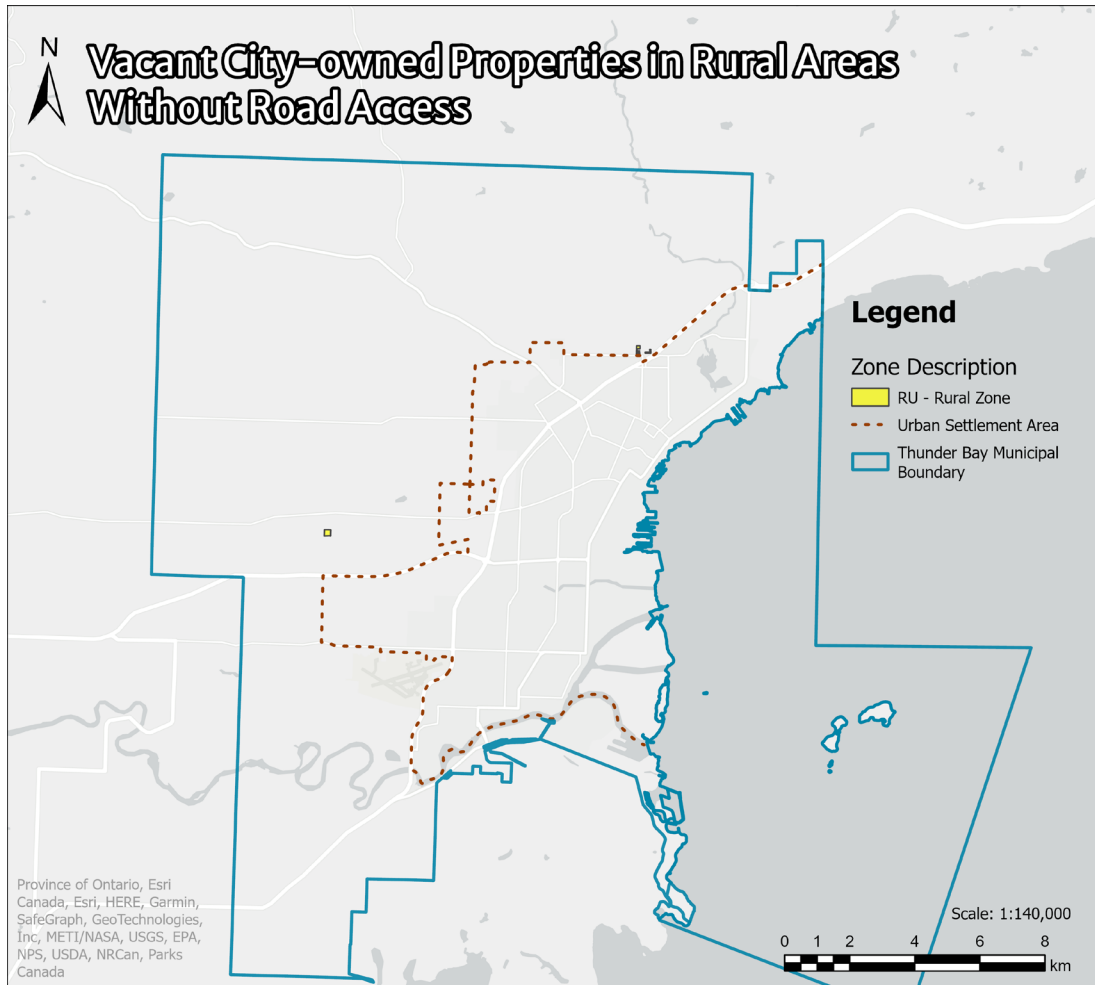 N
Vacant City-owned Properties in Rural Areas
Without Road Access
Legend
Zone Description
RU - Rural Zone
Urban Settlement Area
Thunder Bay Municipal
Boundary
Province of Ontario, Esri
Canada, Esri, HERE, Garmin,
SafeGraph, GeoTechnologies,
Inc, METI/NASA, USGS, EPA,
NPS, USDA, NRCan, Parks
Canada
Scale: 1:140,000
0 1 2 4 6 8
km